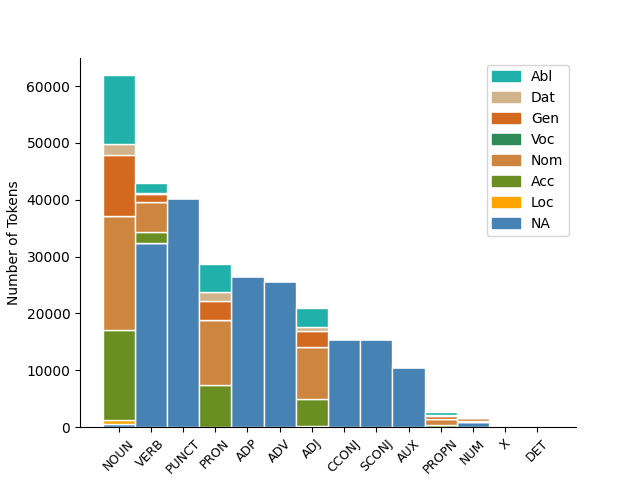 60000
50000
40000
30000
20000
10000
0
Number of Tokens
Abl
Dat
Gen
Voc
Nom
Acc
Loc
NA
NOUN
VERB
PUNCT
PRON
ADP
ADV
ADJ
CCONJ
SCONJ
AUX
PROPN
NUM
X
DET